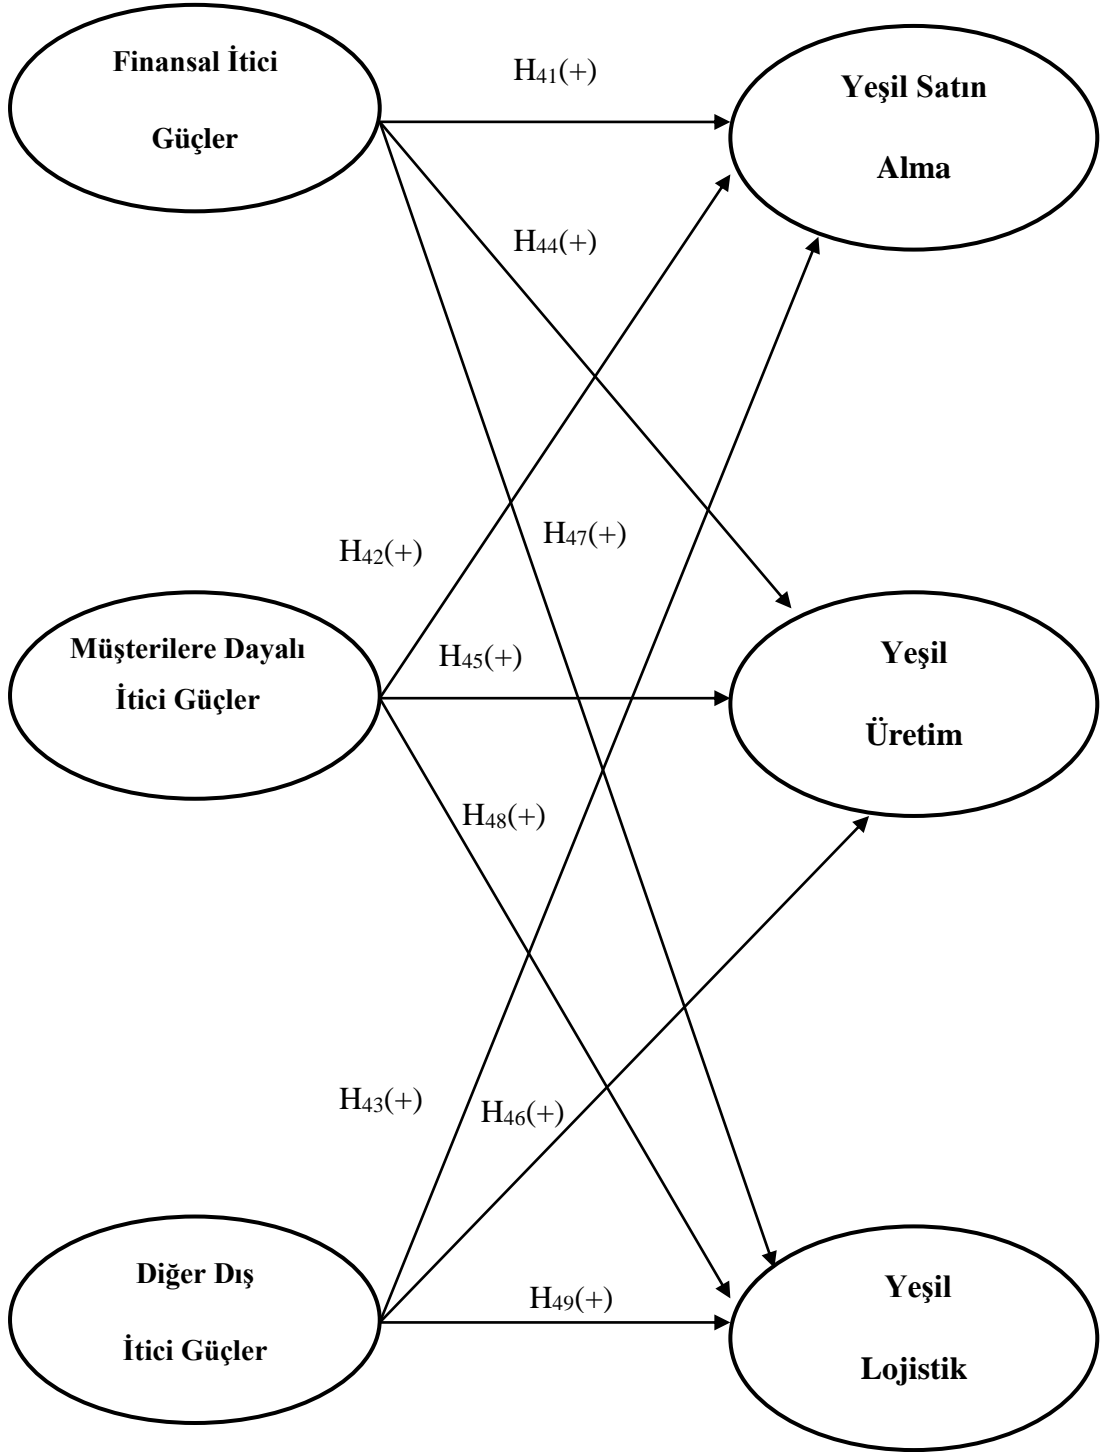 Finansal İtici
Güçler
H41(+)
Yeşil Satın
Alma
H44(+)
H42(+)
H47(+)
Müşterilere Dayalı
İtici Güçler
H45(+)
Yeşil
Üretim
H48(+)
H43(+)
H46(+)
Diğer Dış
İtici Güçler
H49(+)
Yeşil
Lojistik